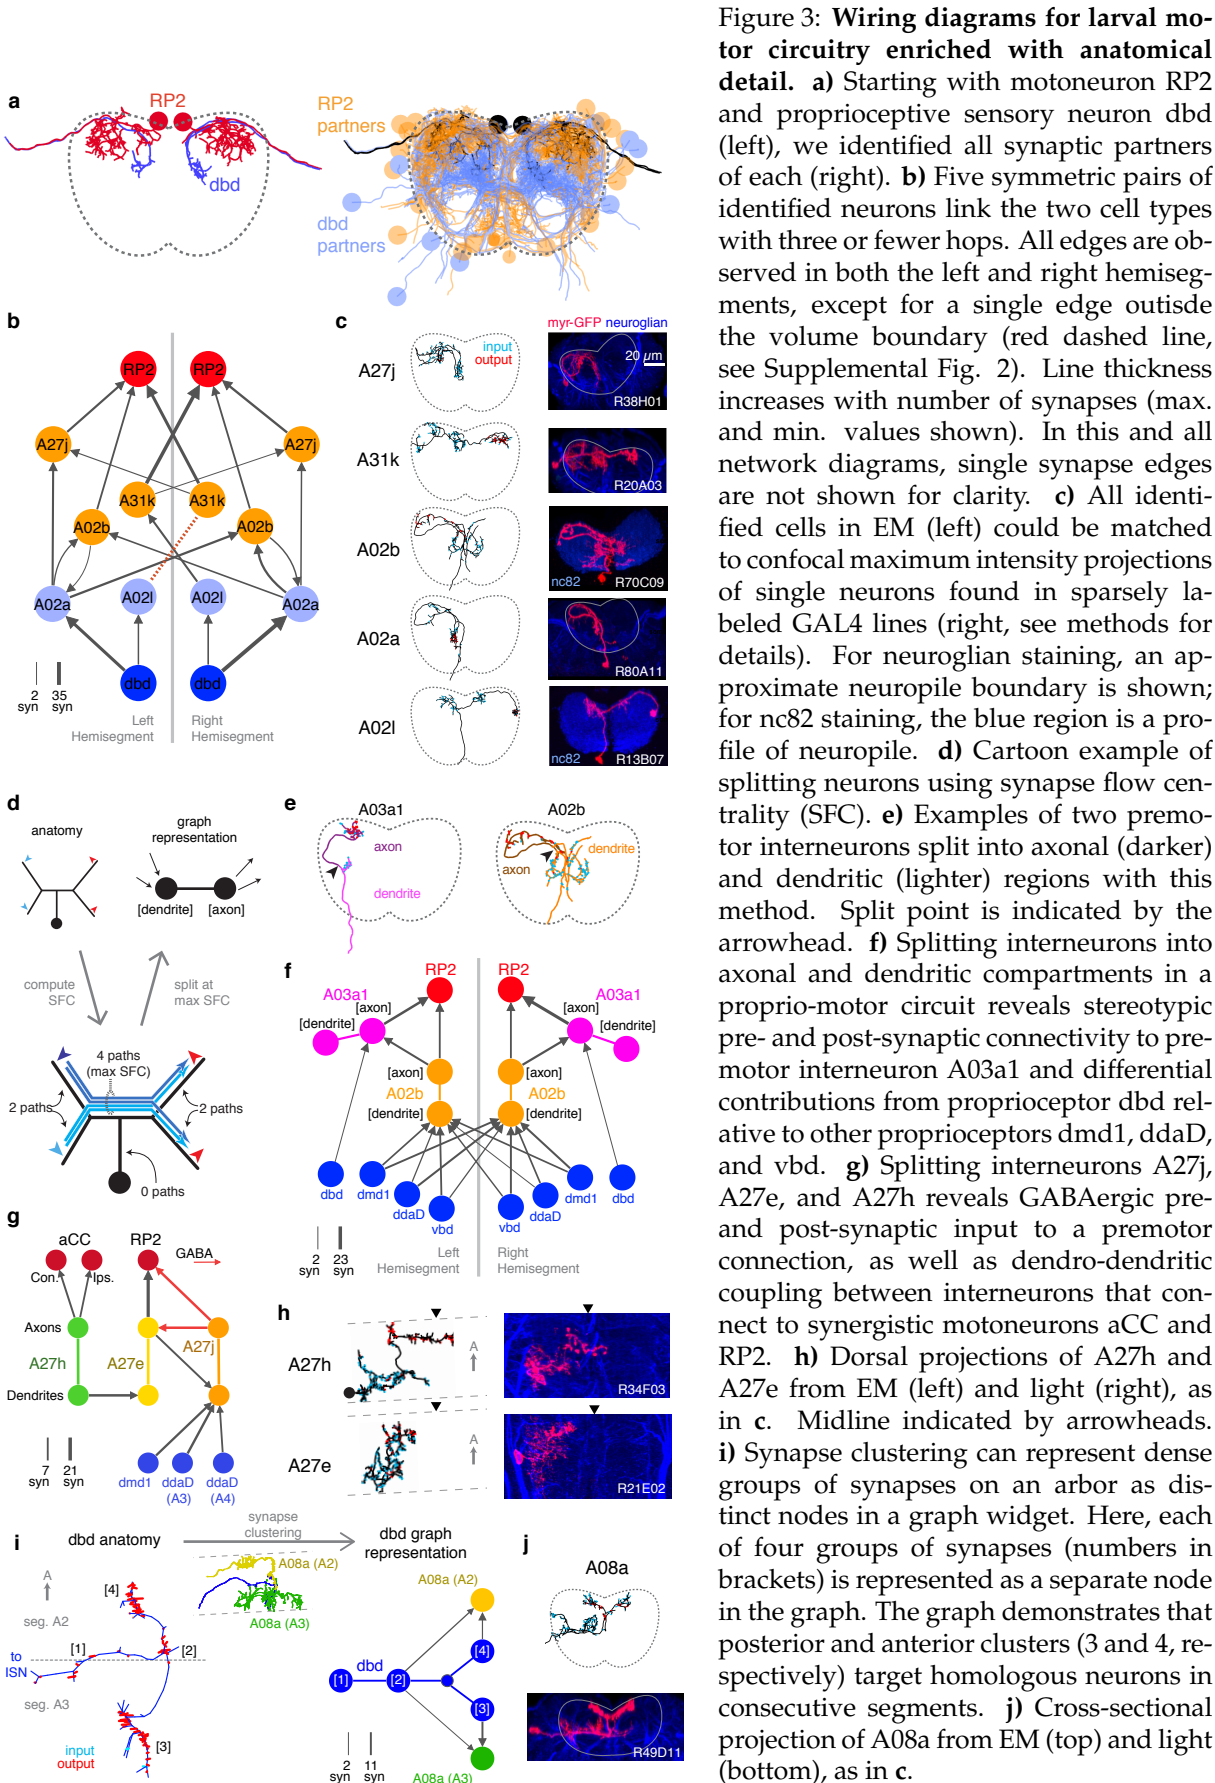 Figure 3: Wiring diagrams for larval mo-
tor circuitry enriched with anatomical
detail. a) Starting with motoneuron RP2
and proprioceptive sensory neuron dbd
(left), we identified all synaptic partners
of each (right). b) Five symmetric pairs of
identified neurons link the two cell types
with three or fewer hops. All edges are ob-
served in both the left and right hemiseg-
ments, except for a single edge outisde
the volume boundary (red dashed line,
see Supplemental Fig. 2). Line thickness
increases with number of synapses (max.
and min. values shown). In this and all
network diagrams, single synapse edges
are not shown for clarity. c) All identi-
fied cells in EM (left) could be matched
to confocal maximum intensity projections
of single neurons found in sparsely la-
beled GAL4 lines (right, see methods for
details). For neuroglian staining, an ap-
proximate neuropile boundary is shown;
for nc82 staining, the blue region is a pro-
file of neuropile. d) Cartoon example of
splitting neurons using synapse flow cen-
trality (SFC). e) Examples of two premo-
tor interneurons split into axonal (darker)
and dendritic (lighter) regions with this
method. Split point is indicated by the
arrowhead. f) Splitting interneurons into
axonal and dendritic compartments in a
proprio-motor circuit reveals stereotypic
pre- and post-synaptic connectivity to pre-
motor interneuron A03a1 and differential
contributions from proprioceptor dbd rel-
ative to other proprioceptors dmd1, ddaD,
and vbd. g) Splitting interneurons A27j,
A27e, and A27h reveals GABAergic pre-
and post-synaptic input to a premotor
connection, as well as dendro-dendritic
coupling between interneurons that con-
nect to synergistic motoneurons aCC and
RP2. h) Dorsal projections of A27h and
A27e from EM (left) and light (right), as
in c. Midline indicated by arrowheads.
i) Synapse clustering can represent dense
groups of synapses on an arbor as dis-
tinct nodes in a graph widget. Here, each
of four groups of synapses (numbers in
brackets) is represented as a separate node
in the graph. The graph demonstrates that
posterior and anterior clusters (3 and 4, re-
spectively) target homologous neurons in
consecutive segments. j) Cross-sectional
projection of A08a from EM (top) and light
(bottom), as in c.
a
RP2
dbd
RP2
partners
dbd
partners
b
RP2
RP2
A27j
A27j
A31k
A31k
A02b
A02b
A02a
A02l
A02l
A02a
dbd
dbd
2
syn
35
syn
Left
Hemisegment
Right
Hemisegment
c
myr-GFP neuroglian
A27j
input
output
20 µm
R38H01
A31k
R20A03
A02b
nc82
R70C09
A02a
R80A11
A02l
nc82
R13B07
d
anatomy
graph
representation
[dendrite]
[axon]
compute
SFC
split at
max SFC
4 paths
(max SFC)
2 paths
2 paths
0 paths
e
A03a1
axon
dendrite
A02b
dendrite
axon
f
RP2
RP2
A03a1
A03a1
[axon]
[axon]
[dendrite]
[dendrite]
[axon]
[axon]
A02b
A02b
[dendrite]
[dendrite]
dbd
dmd1
ddaD
vbd
vbd
ddaD
dmd1
dbd
2
syn
23
syn
Left
Hemisegment
Right
Hemisegment
g
aCC
RP2
GABA
Con.
Ips.
Axons
A27h
A27e
A27j
Dendrites
7
syn
21
syn
dmd1
ddaD
(A3)
ddaD
(A4)
h
A27h
A
R34F03
A27e
A
R21E02
i
dbd anatomy
synapse
clustering
dbd graph
representation
A
seg. A2
[4]
[1]
[2]
to
ISN
seg. A3
[3]
input
output
A08a (A2)
A08a (A3)
A08a (A2)
dbd
[1]
[2]
[4]
[3]
A08a (A3)
2
syn
11
syn
j
A08a
R49D11